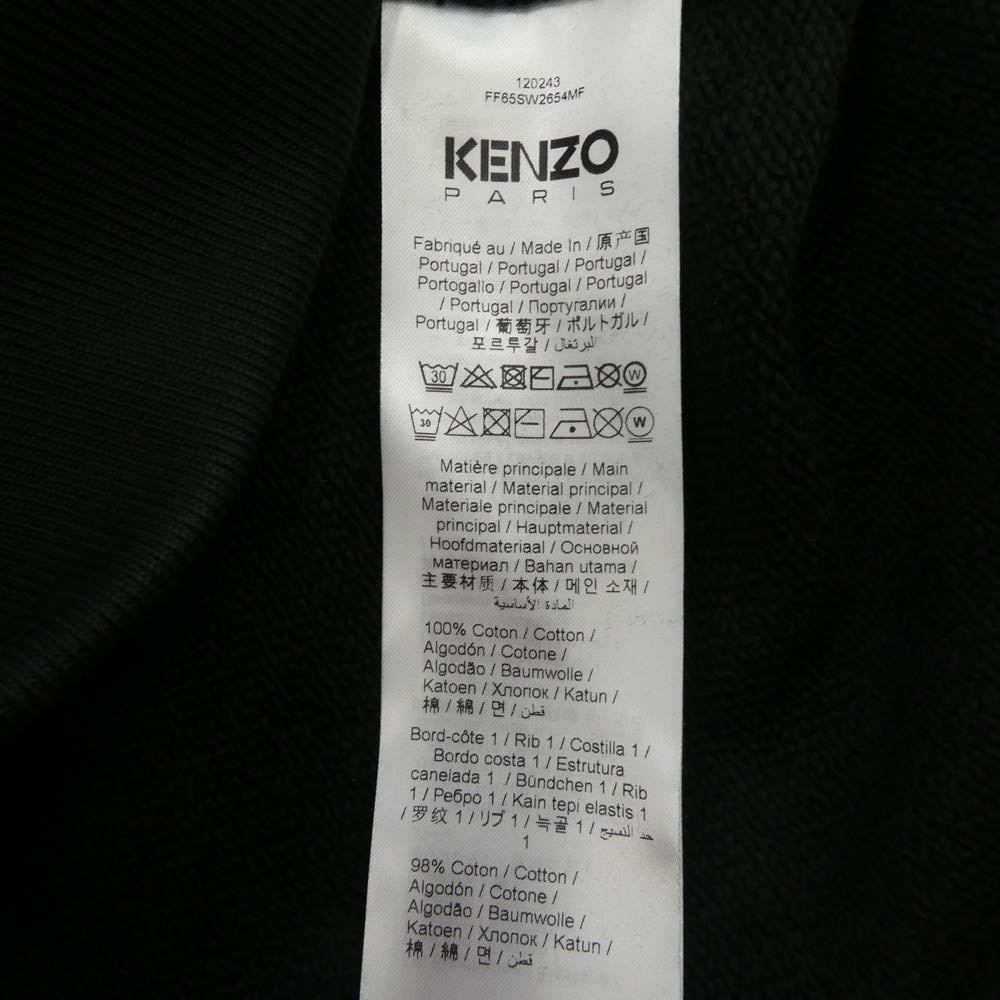 120243
FF65SW2654MF
KENZO
PARIS
Fabriqué au / Made In / 原产国
Portugal / Portugal / Portugal /
Portogallo / Portugal / Portugal
/ Portugal / Португалии /
Portugal / 葡萄牙 / ポルトガル /
포르투갈 / البرتغال
30 W
30 W
Matière principale / Main
material / Material principal /
Materiale principale / Material
principal / Hauptmaterial /
Hoofdmateriaal / Основной
материал / Bahan utama /
主要材质 / 本体 / 메인 소재 /
المادة الأساسية
100% Coton / Cotton /
Algodón / Cotone /
Algodão / Baumwolle /
Katoen / Хлопок / Katun /
棉 / 綿 / 면 / قطن
Bord-côte 1 / Rib 1 / Costilla 1 /
Bordo costa 1 / Estrutura
canelada 1 / Bündchen 1 / Rib
1 / Ребро 1 / Kain tepi elastis 1
/ 罗纹 1 / リブ 1 / 늑골 1 / حد النسيج
1
98% Coton / Cotton /
Algodón / Cotone /
Algodão / Baumwolle /
Katoen / Хлопок / Katun /
棉 / 綿 / 면 / قطن